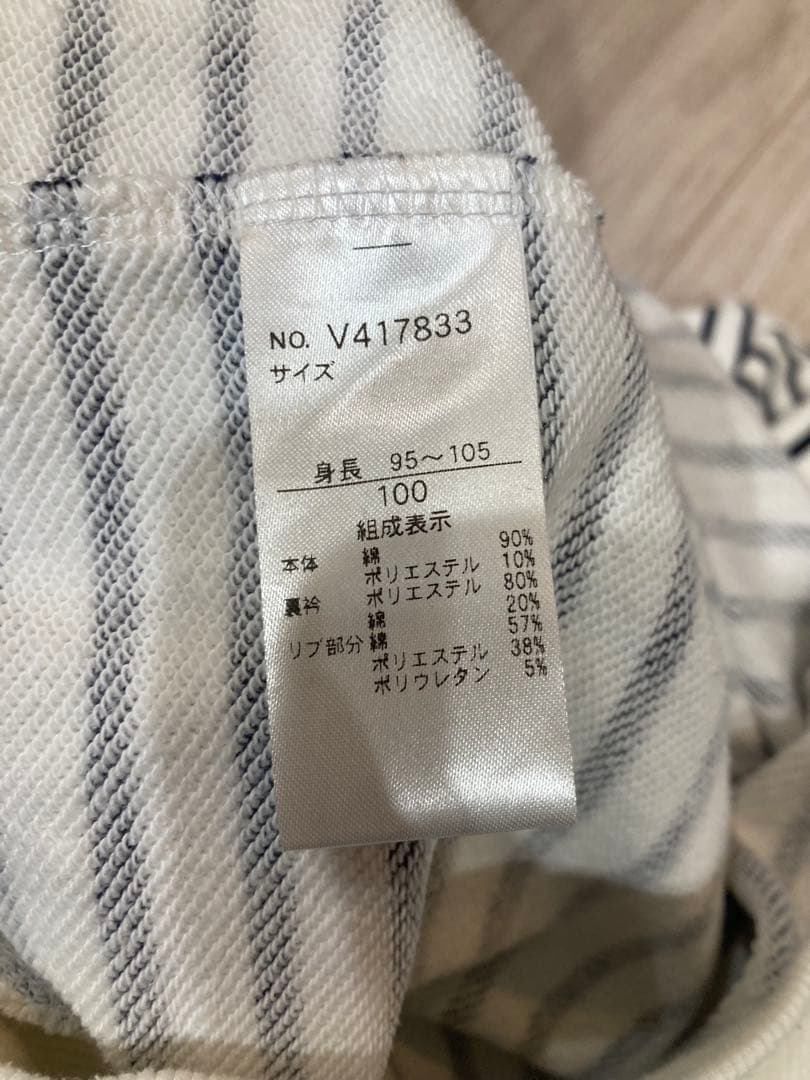 NO. V417833
サイズ
身長 95～105
100
組成表示
本体 綿 90%
ポリエステル 10%
裏衿 ポリエステル 80%
綿 20%
リブ部分 綿 57%
ポリエステル 38%
ポリウレタン 5%